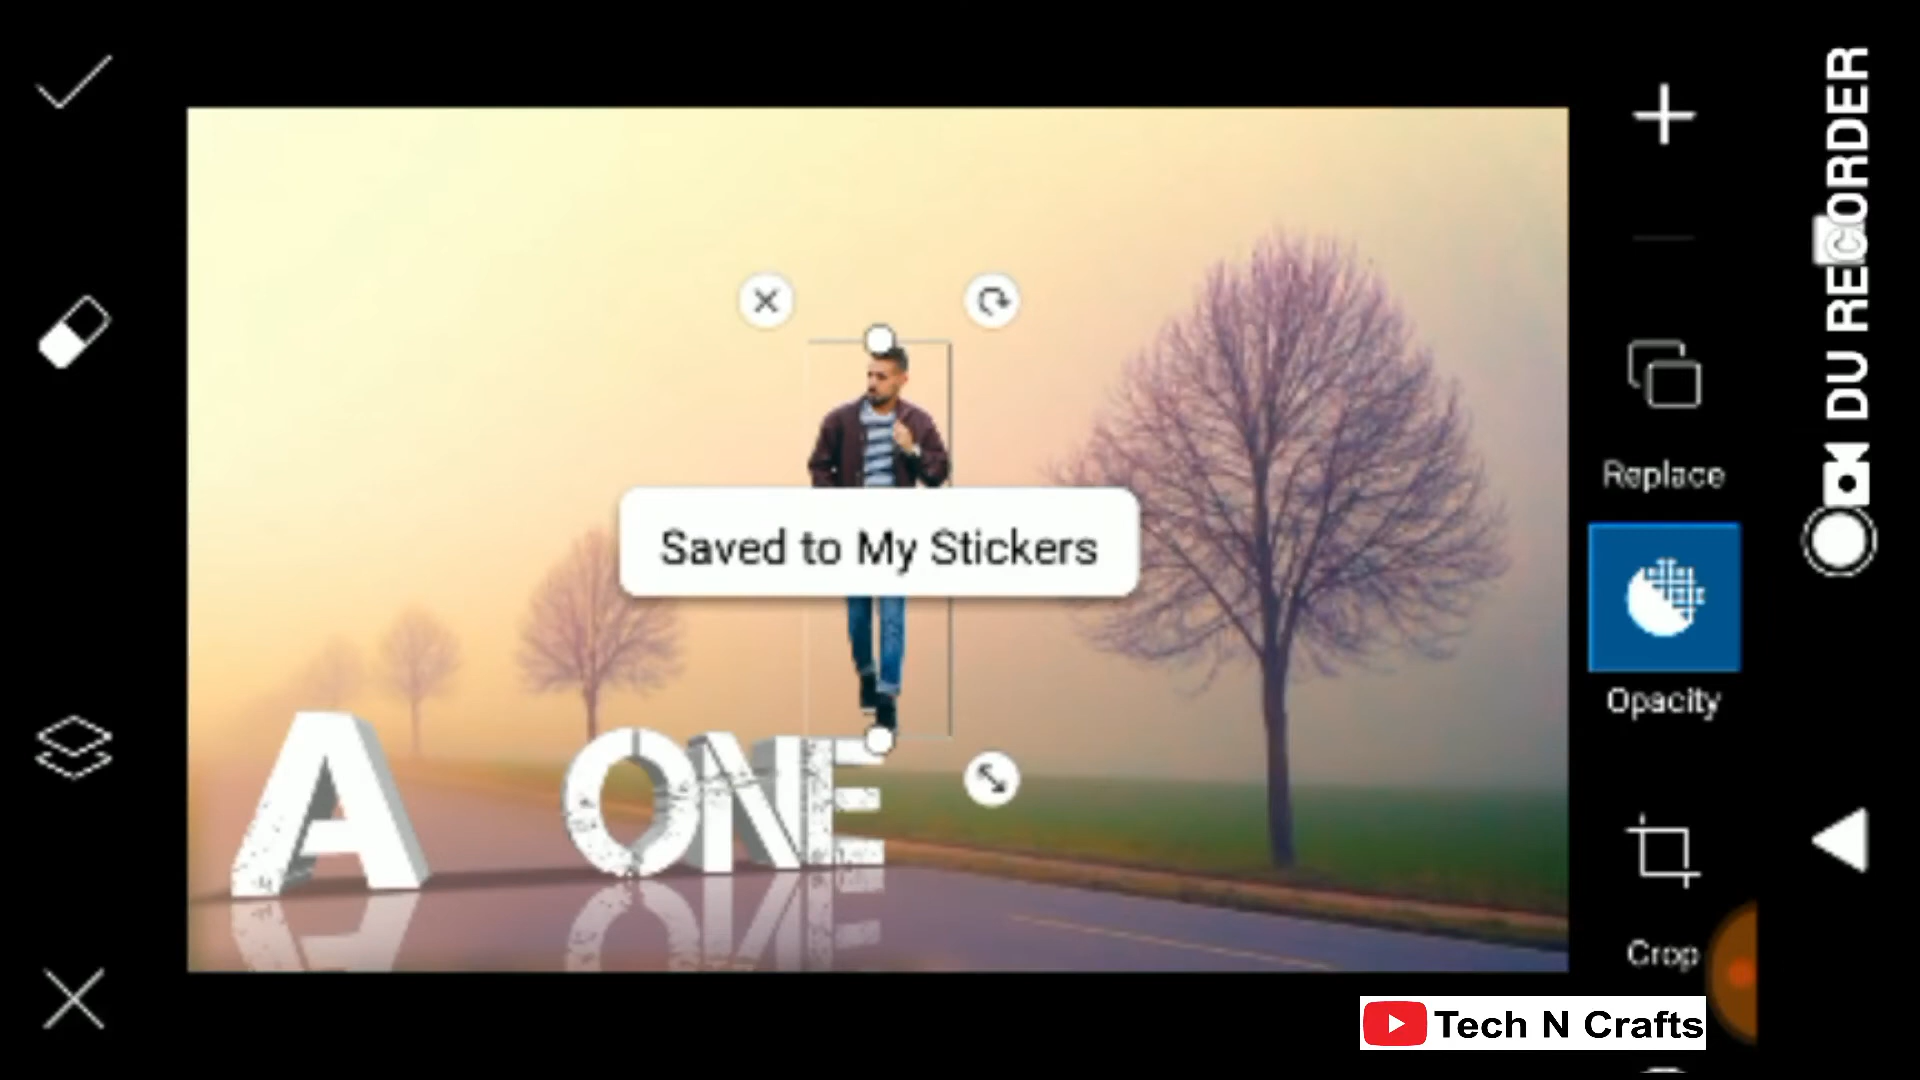 DU RECORDER
Replace
Saved to My Stickers
Opacity
A ONE
Crop
Tech N Crafts